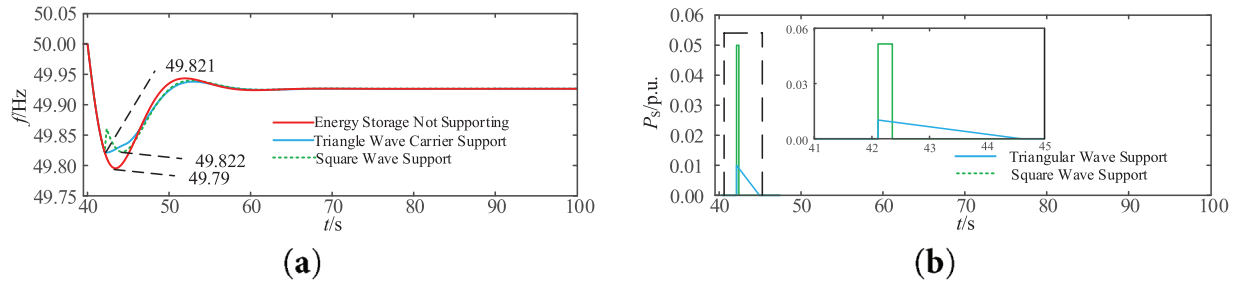 50.05
50.00
49.95
49.90
49.85
49.80
49.75
f/Hz
49.821
49.822
49.79
Energy Storage Not Supporting
Triangle Wave Carrier Support
Square Wave Support
40 50 60 70 80 90 100
t/s
(a)
0.06
0.05
0.04
0.03
0.02
0.01
0.00
PS/p.u.
0.06
0.03
0.00
41 42 43 44 45
Triangular Wave Support
Square Wave Support
40 50 60 70 80 90 100
t/s
(b)